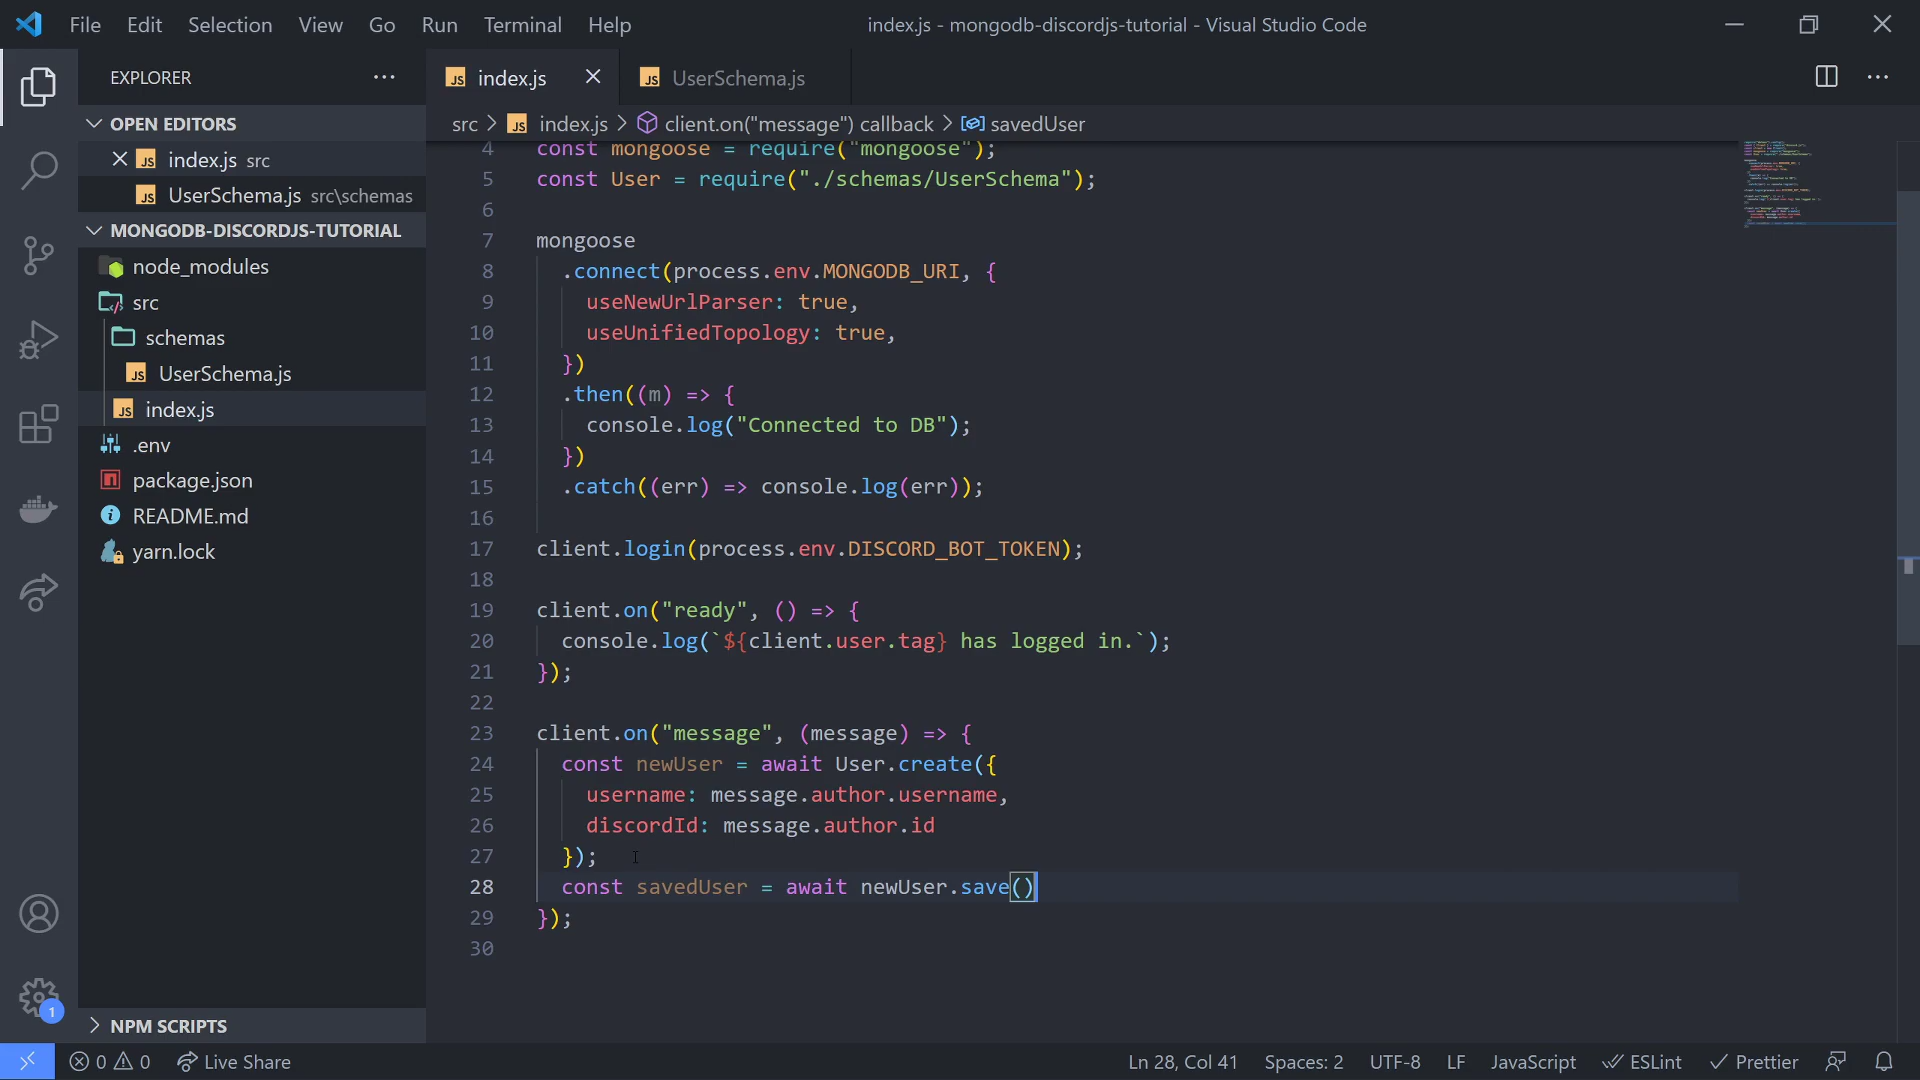 File Edit Selection View Go Run Terminal Help
index.js - mongodb-discordjs-tutorial - Visual Studio Code
EXPLORER
OPEN EDITORS
JS index.js src
JS UserSchema.js src\schemas
MONGODB-DISCORDJS-TUTORIAL
node_modules
src
schemas
JS UserSchema.js
JS index.js
.env
package.json
README.md
yarn.lock
NPM SCRIPTS
JS index.js
JS UserSchema.js
src > JS index.js > client.on("message") callback > savedUser
4 const mongoose = require("mongoose");
5 const User = require("./schemas/UserSchema");
6
7 mongoose
8 .connect(process.env.MONGODB_URI, {
9 useNewUrlParser: true,
10 useUnifiedTopology: true,
11 })
12 .then((m) => {
13 console.log("Connected to DB");
14 })
15 .catch((err) => console.log(err));
16
17 client.login(process.env.DISCORD_BOT_TOKEN);
18
19 client.on("ready", () => {
20 console.log(`${client.user.tag} has logged in.`);
21 });
22
23 client.on("message", (message) => {
24 const newUser = await User.create({
25 username: message.author.username,
26 discordId: message.author.id
27 });
28 const savedUser = await newUser.save()
29 });
30
1
0 0 Live Share
Ln 28, Col 41 Spaces: 2 UTF-8 LF JavaScript ESLint Prettier